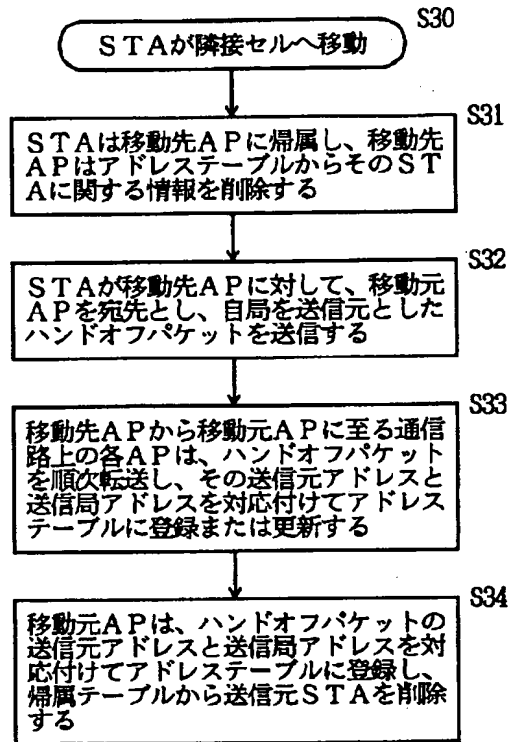 S30
STAが隣接セルへ移動
S31
STAは移動先APに帰属し、移動先
APはアドレステーブルからそのST
Aに関する情報を削除する
S32
STAが移動先APに対して、移動元
APを宛先とし、自局を送信元とした
ハンドオフパケットを送信する
S33
移動先APから移動元APに至る通信
路上の各APは、ハンドオフパケット
を順次転送し、その送信元アドレスと
送信局アドレスを対応付けてアドレス
テーブルに登録または更新する
S34
移動元APは、ハンドオフパケットの
送信元アドレスと送信局アドレスを対
応付けてアドレステーブルに登録し、
帰属テーブルから送信元STAを削除
する